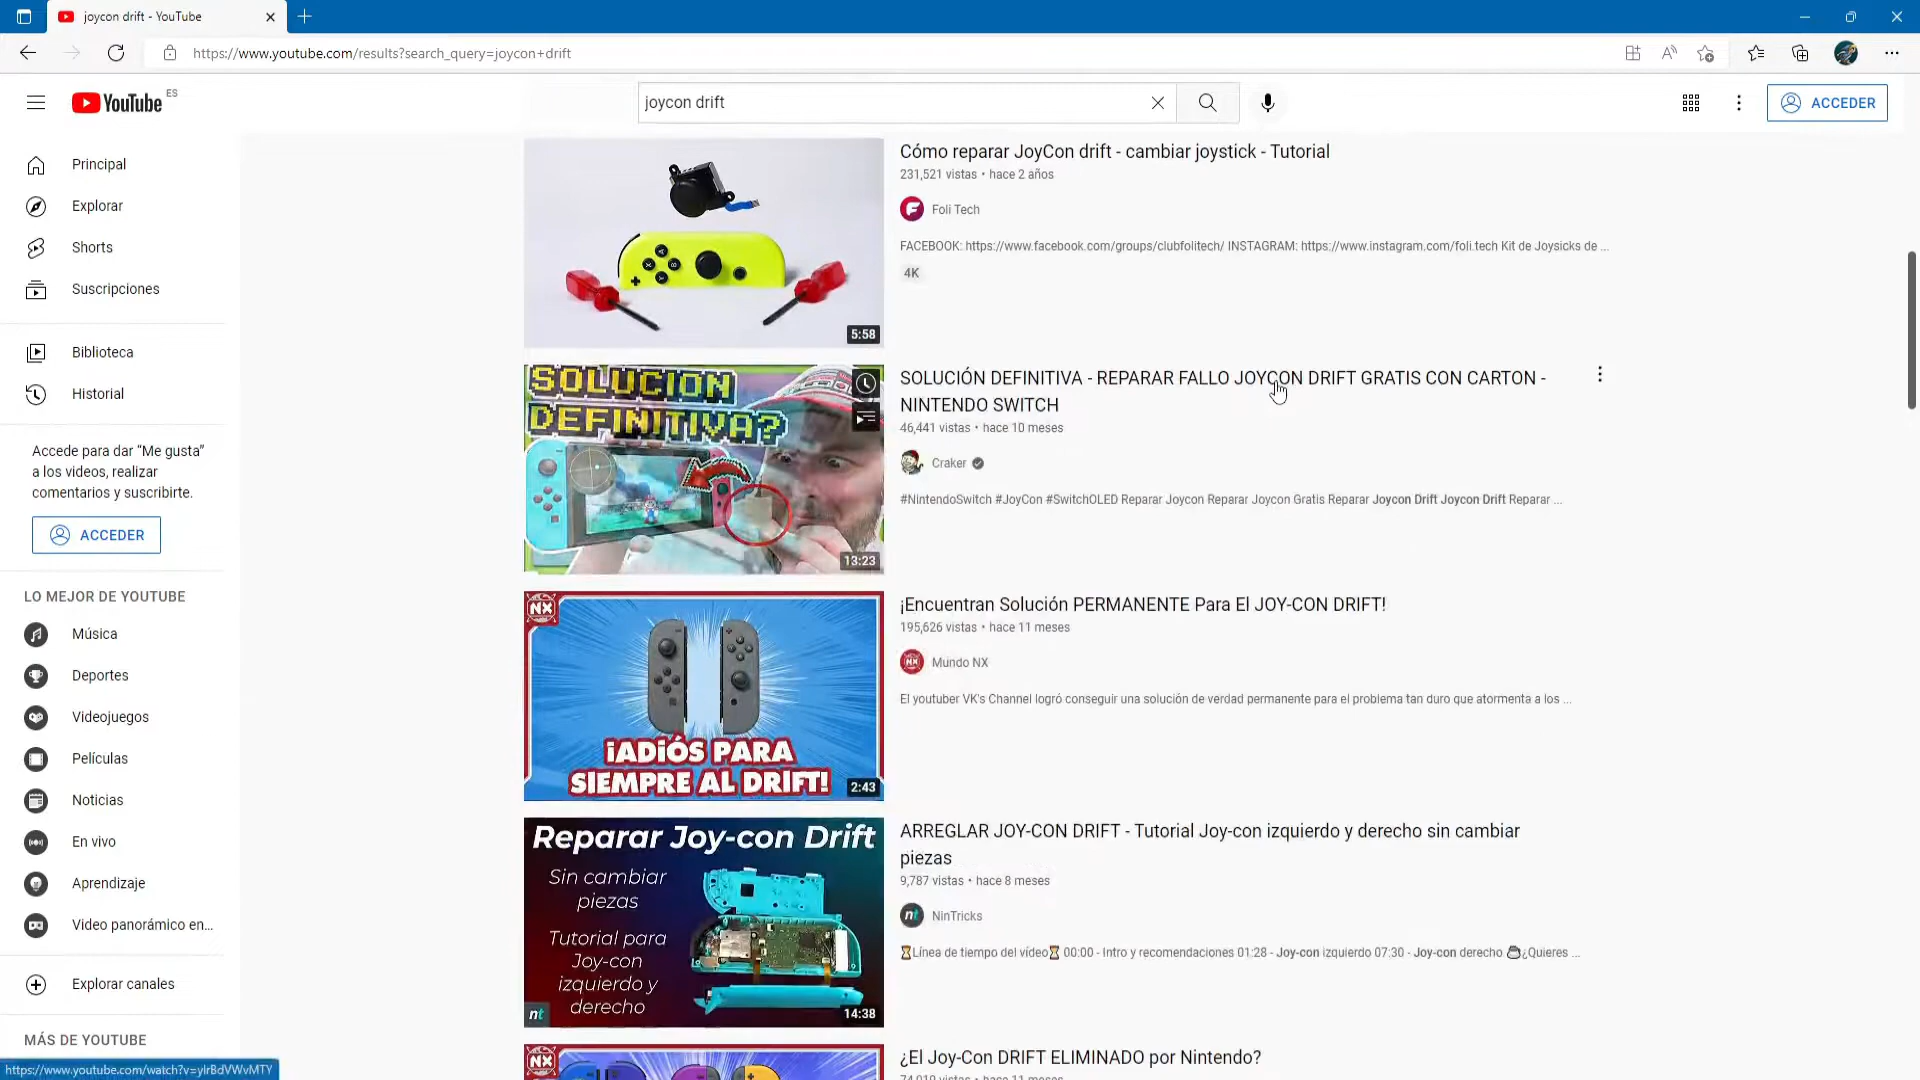 joycon drift - YouTube
https://www.youtube.com/results?search_query=joycon+drift
YouTube ES
joycon drift
ACCEDER
Principal
Explorar
Shorts
Suscripciones
Biblioteca
Historial
Accede para dar “Me gusta”
a los videos, realizar
comentarios y suscribirte.
ACCEDER
LO MEJOR DE YOUTUBE
Música
Deportes
Videojuegos
Películas
Noticias
En vivo
Aprendizaje
Video panorámico en...
Explorar canales
MÁS DE YOUTUBE
https://www.youtube.com/watch?v=ylrBdVWvMTY
5:58
Cómo reparar JoyCon drift - cambiar joystick - Tutorial
231,521 vistas • hace 2 años
Foli Tech
FACEBOOK: https://www.facebook.com/groups/clubfolitech/ INSTAGRAM: https://www.instagram.com/foli.tech Kit de Joysicks de ...
4K
SOLUCION
DEFINITIVA?
13:23
SOLUCIÓN DEFINITIVA - REPARAR FALLO JOYCON DRIFT GRATIS CON CARTON -
NINTENDO SWITCH
46,441 vistas • hace 10 meses
Craker
#NintendoSwitch #JoyCon #SwitchOLED Reparar Joycon Reparar Joycon Gratis Reparar Joycon Drift Joycon Drift Reparar ...
NX
¡ADIÓS PARA
SIEMPRE AL DRIFT!
2:43
¡Encuentran Solución PERMANENTE Para El JOY-CON DRIFT!
195,626 vistas • hace 11 meses
NX Mundo NX
El youtuber VK's Channel logró conseguir una solución de verdad permanente para el problema tan duro que atormenta a los ...
Reparar Joy-con Drift
Sin cambiar
piezas
Tutorial para
Joy-con
izquierdo y
derecho
nt
14:38
ARREGLAR JOY-CON DRIFT - Tutorial Joy-con izquierdo y derecho sin cambiar
piezas
9,787 vistas • hace 8 meses
nt NinTricks
⌛Línea de tiempo del vídeo⌛ 00:00 - Intro y recomendaciones 01:28 - Joy-con izquierdo 07:30 - Joy-con derecho ¿Quieres ...
NX
¿El Joy-Con DRIFT ELIMINADO por Nintendo?
74,019 vistas • hace 11 meses